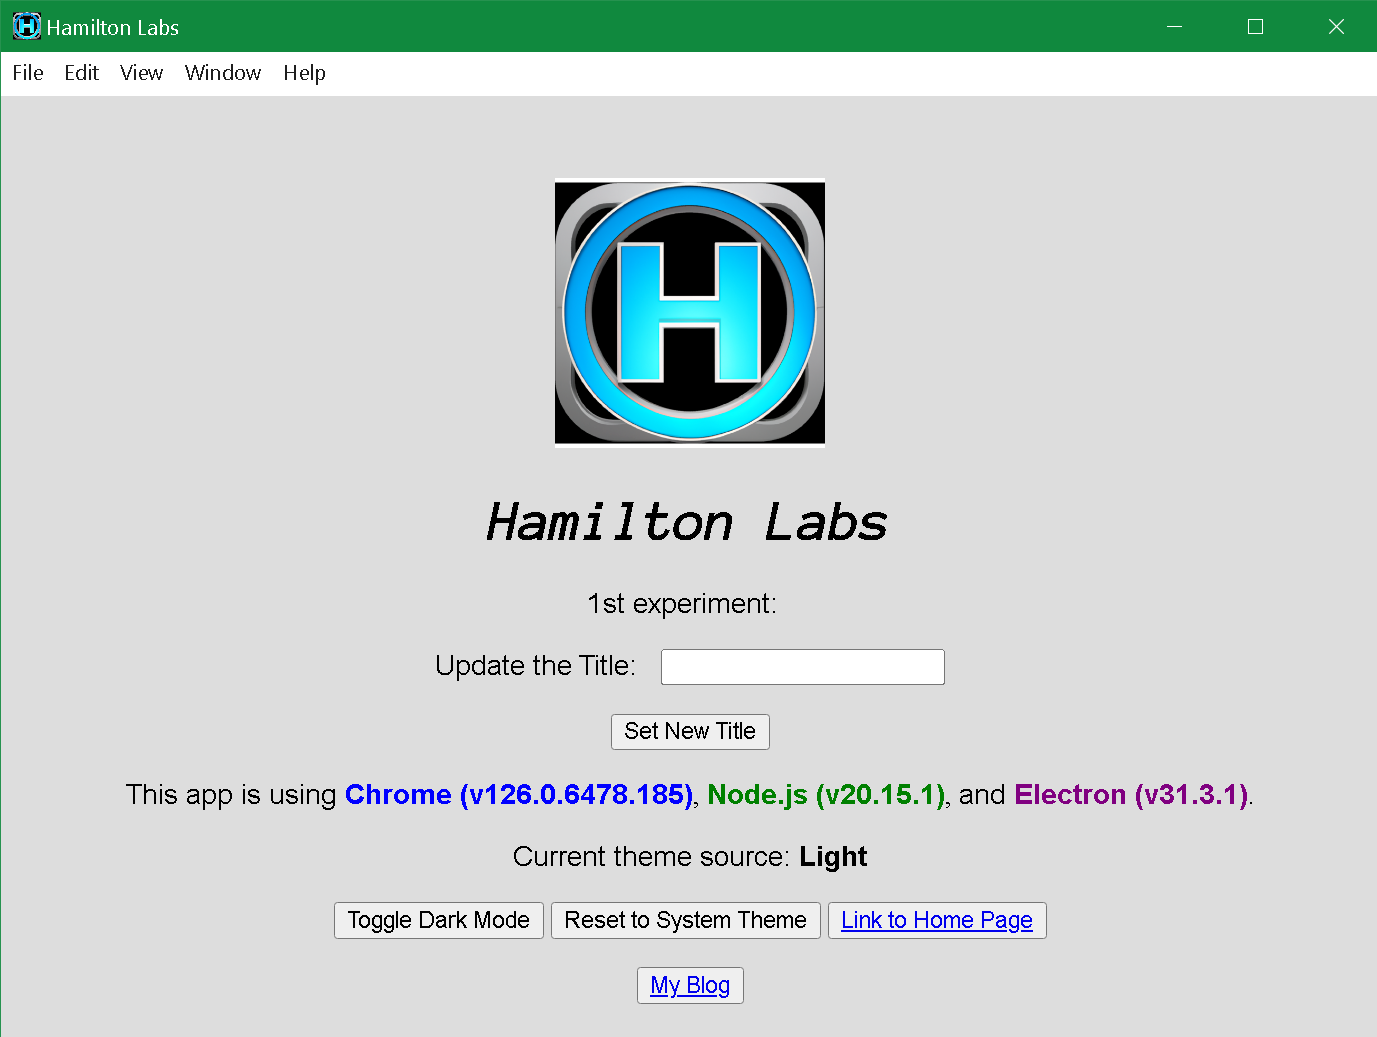 Hamilton Labs
File Edit View Window Help
H
Hamilton Labs
1st experiment:
Update the Title:
Set New Title
This app is using Chrome (v126.0.6478.185), Node.js (v20.15.1), and Electron (v31.3.1).
Current theme source: Light
Toggle Dark Mode Reset to System Theme Link to Home Page
My Blog